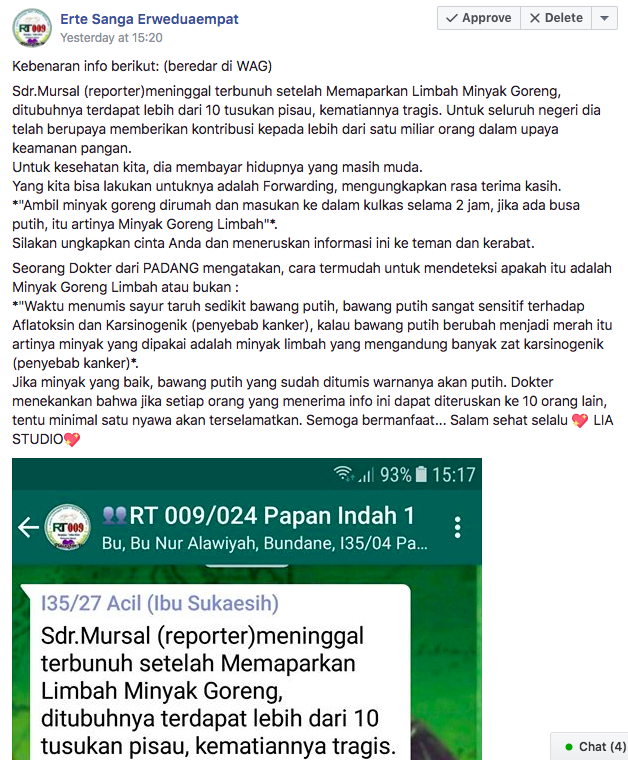 Erte Sanga Erweduaempat
Approve
Delete
Yesterday at 15:20
Kebenaran info berikut: (beredar di WAG)
Sdr.Mursal (reporter)meninggal terbunuh setelah Memaparkan Limbah Minyak Goreng,
ditubuhnya terdapat lebih dari 10 tusukan pisau, kematiannya tragis. Untuk seluruh negeri dia
telah berupaya memberikan kontribusi kepada lebih dari satu miliar orang dalam upaya
keamanan pangan.
Untuk kesehatan kita, dia membayar hidupnya yang masih muda.
Yang kita bisa lakukan untuknya adalah Forwarding, mengungkapkan rasa terima kasih.
*"Ambil minyak goreng dirumah dan masukan ke dalam kulkas selama 2 jam, jika ada busa
putih, itu artinya Minyak Goreng Limbah"*.
Silakan ungkapkan cinta Anda dan meneruskan informasi ini ke teman dan kerabat.
Seorang Dokter dari PADANG mengatakan, cara termudah untuk mendeteksi apakah itu adalah
Minyak Goreng Limbah atau bukan :
*"Waktu menumis sayur taruh sedikit bawang putih, bawang putih sangat sensitif terhadap
Aflatoksin dan Karsinogenik (penyebab kanker), kalau bawang putih berubah menjadi merah itu
artinya minyak yang dipakai adalah minyak limbah yang mengandung banyak zat karsinogenik
(penyebab kanker)*.
Jika minyak yang baik, bawang putih yang sudah ditumis warnanya akan putih. Dokter
menekankan bahwa jika setiap orang yang menerima info ini dapat diteruskan ke 10 orang lain,
tentu minimal satu nyawa akan terselamatkan. Semoga bermanfaat... Salam sehat selalu 💖 LIA
STUDIO💖
93% 15:17
RT 009/024 Papan Indah 1
Bu, Bu Nur Alawiyah, Bundane, I35/04 Pa...
I35/27 Acil (Ibu Sukaesih)
Sdr.Mursal (reporter)meninggal
terbunuh setelah Memaparkan
Limbah Minyak Goreng,
ditubuhnya terdapat lebih dari 10
tusukan pisau, kematiannya tragis.
Chat (4)
RT009
RT009